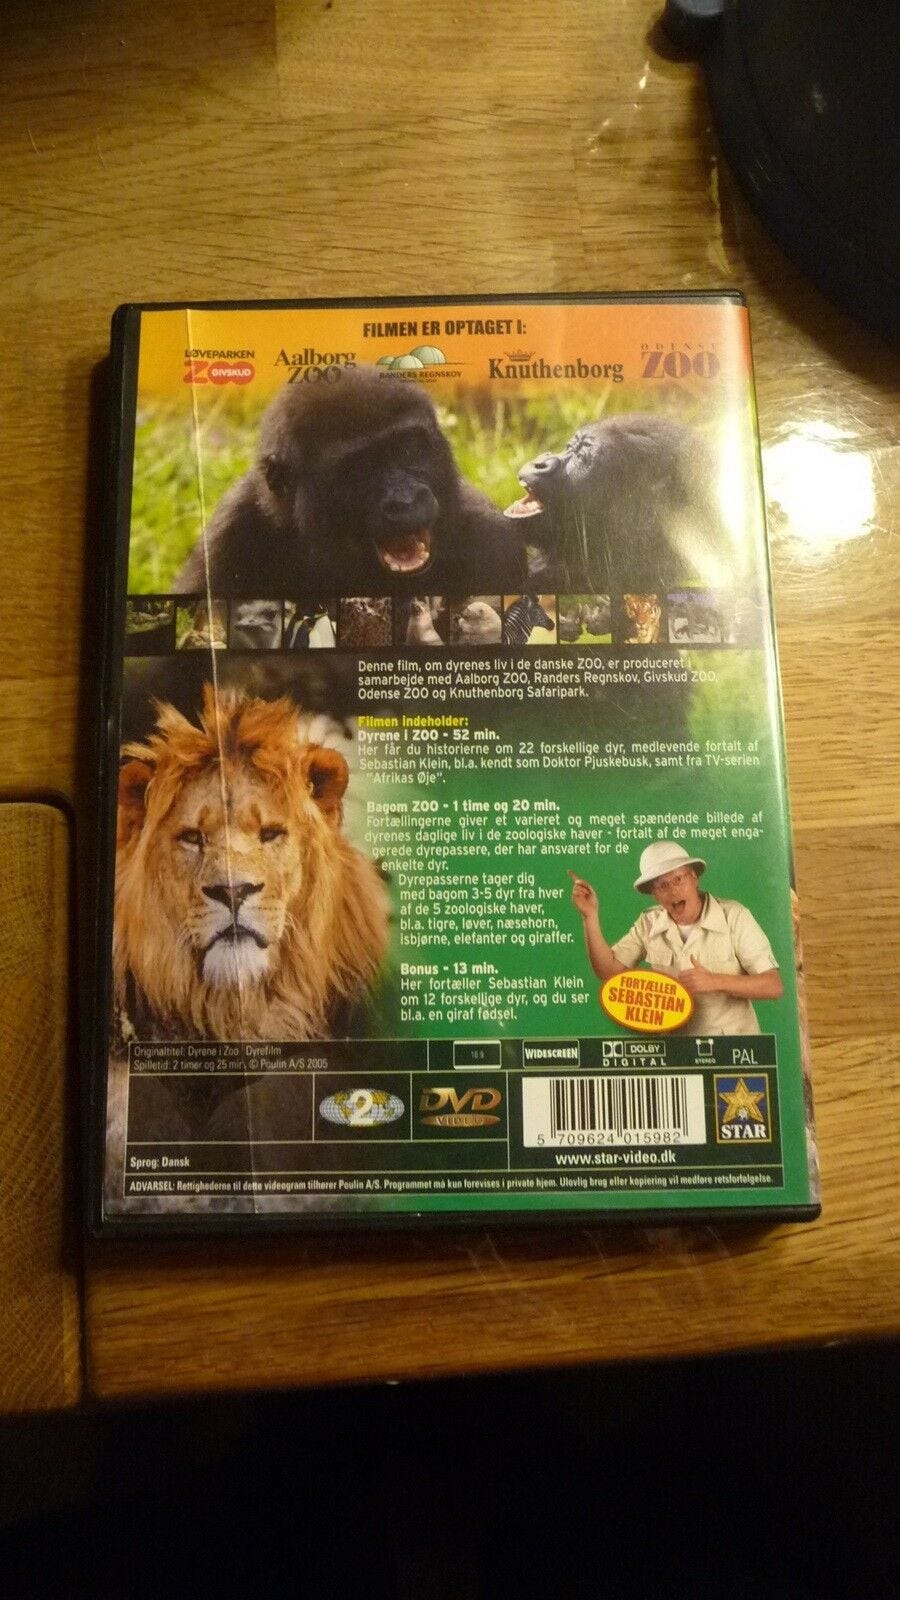 FILMEN ER OPTAGET I:
LØVEPARKEN
ZOO GIVSKUD
Aalborg
ZOO
RANDERS REGNSKOV
Knuthenborg
ODENSE
ZOO
Denne film, om dyrenes liv i de danske ZOO, er produceret i
samarbejde med Aalborg ZOO, Randers Regnskov, Givskud ZOO,
Odense ZOO og Knuthenborg Safaripark.
Filmen indeholder:
Dyrene i ZOO - 52 min.
Her får du historierne om 22 forskellige dyr, medlevende fortalt af
Sebastian Klein, bl.a. kendt som Doktor Pjuskebusk, samt fra TV-serien
"Afrikas Øje".
Bagom ZOO - 1 time og 20 min.
Fortællingerne giver et varieret og meget spændende billede af
dyrenes daglige liv i de zoologiske haver - fortalt af de meget enga-
gerede dyrepassere, der har ansvaret for de
enkelte dyr.
Dyrepasserne tager dig
med bagom 3-5 dyr fra hver
af de 5 zoologiske haver,
bl.a. tigre, løver, næsehorn,
isbjørne, elefanter og giraffer.
Bonus - 13 min.
Her fortæller Sebastian Klein
om 12 forskellige dyr, og du ser
bl.a. en giraf fødsel.
FORTÆLLER
SEBASTIAN
KLEIN
Originaltitel: Dyrene i Zoo Dyrefilm
Spilletid: 2 timer og 25 min. © Poulin A/S 2005
16:9
WIDESCREEN
DOLBY
DIGITAL
STEREO
PAL
2
DVD
VIDEO
5 709624 015982
STAR
www.star-video.dk
Sprog: Dansk
ADVARSEL: Rettighederne til dette videogram tilhører Poulin A/S. Programmet må kun forevises i private hjem. Ulovlig brug eller kopiering vil medføre retsforfølgelse.